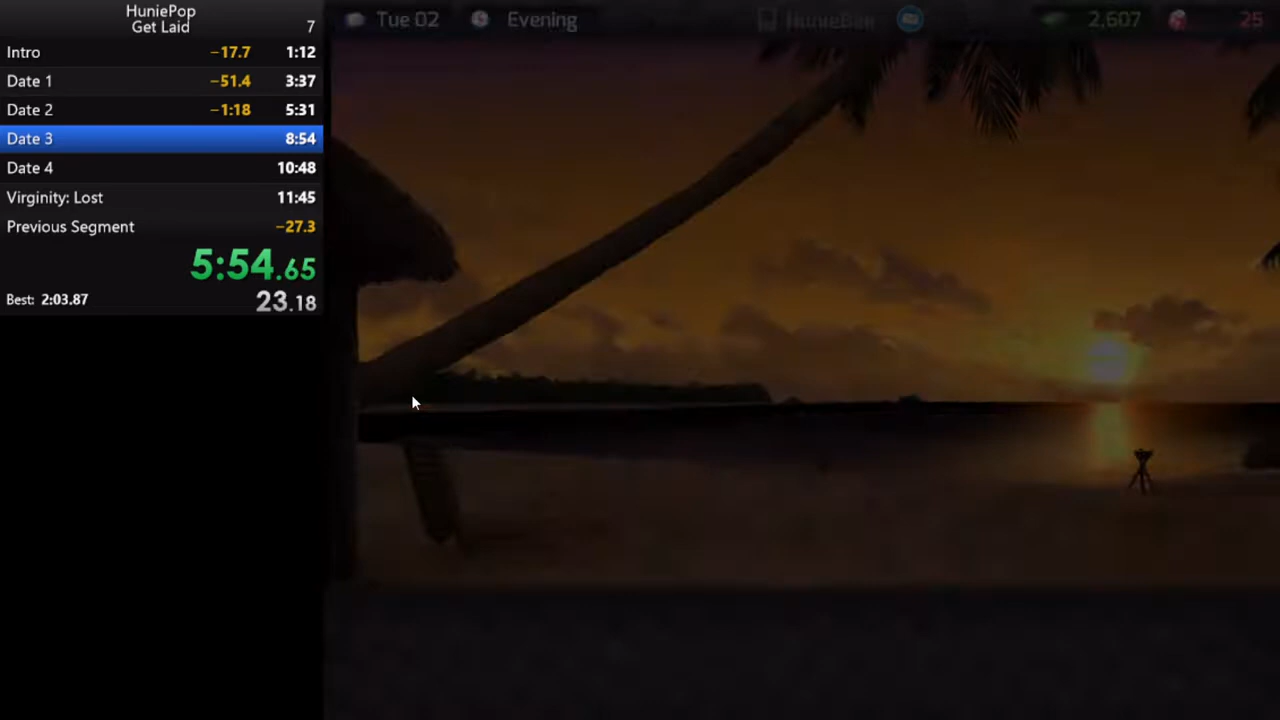 HuniePop
Get Laid 7
Intro −17.7 1:12
Date 1 −51.4 3:37
Date 2 −1:18 5:31
Date 3 8:54
Date 4 10:48
Virginity: Lost 11:45
Previous Segment −27.3
5:54.65
Best: 2:03.87 23.18
Tue 02 Evening HunieBee 2,607 25